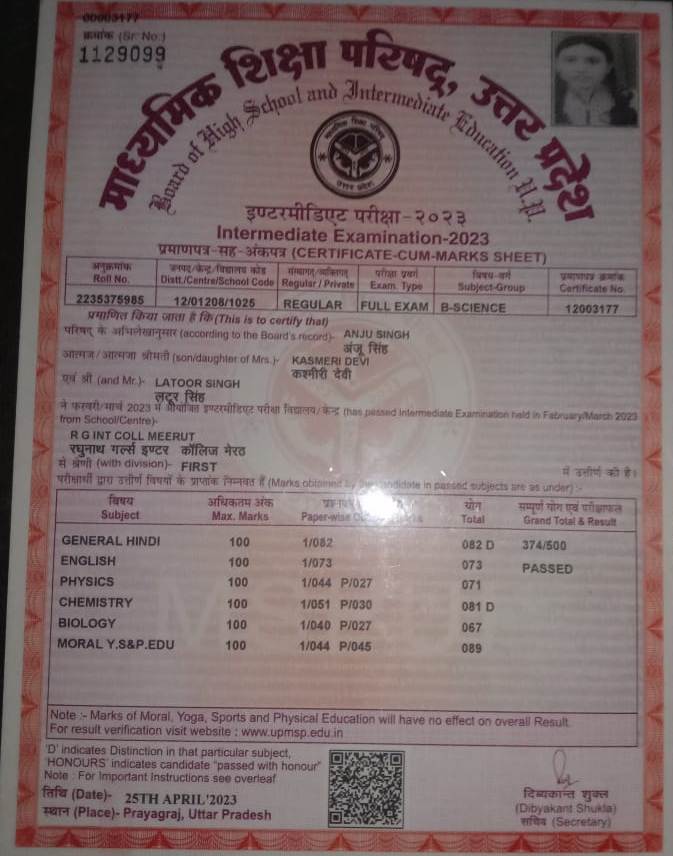 00003177
क्रमांक (Sr. No.)
1129099
माध्यमिक शिक्षा परिषद्, उत्तर प्रदेश
Board of High School and Intermediate Education U.P.
इण्टरमीडिएट परीक्षा-२०२३
Intermediate Examination-2023
प्रमाणपत्र-सह-अंकपत्र (CERTIFICATE-CUM-MARKS SHEET)
अनुक्रमांक जनपद/केन्द्र/विद्यालय कोड संस्थागत/व्यक्तिगत परीक्षा प्रवर्ग विषय-वर्ग प्रमाणपत्र क्रमांक
Roll No. Distt./Centre/School Code Regular / Private Exam. Type Subject-Group Certificate No.
2235375985 12/01208/1025 REGULAR FULL EXAM B-SCIENCE 12003177
प्रमाणित किया जाता है कि (This is to certify that)
परिषद के अभिलेखानुसार (according to the Board's record)- ANJU SINGH
अंजू सिंह
आत्मज/आत्मजा श्रीमती (son/daughter of Mrs.)- KASMERI DEVI
कश्मीरी देवी
एवं श्री (and Mr.)- LATOOR SINGH
लटूर सिंह
ने फरवरी/मार्च 2023 में आयोजित इण्टरमीडिएट परीक्षा विद्यालय/केन्द्र (has passed Intermediate Examination held in Fabruary/March 2023
from School/Centre)-
R G INT COLL MEERUT
रघुनाथ गर्ल्स इण्टर कॉलिज मेरठ
से श्रेणी (with division)- FIRST में उत्तीर्ण की है।
परीक्षार्थी द्वारा उत्तीर्ण विषयों के प्राप्तांक निम्नवत हैं (Marks obtained by the candidate in passed subjects are as under) :-
विषय अधिकतम अंक योग सम्पूर्ण योग एवं परीक्षाफल
Subject Max. Marks Paper-wise Total Grand Total & Result
GENERAL HINDI 100 1/082 082 D 374/500
ENGLISH 100 1/073 073 PASSED
PHYSICS 100 1/044 P/027 071
CHEMISTRY 100 1/051 P/030 081 D
BIOLOGY 100 1/040 P/027 067
MORAL Y.S&P.EDU 100 1/044 P/045 089
Note :- Marks of Moral, Yoga, Sports and Physical Education will have no effect on overall Result.
For result verification visit website : www.upmsp.edu.in
'D' indicates Distinction in that particular subject,
'HONOURS' indicates candidate "passed with honour"
Note : For Important Instructions see overleaf
तिथि (Date)- 25TH APRIL'2023
स्थान (Place)- Prayagraj, Uttar Pradesh
दिब्यकान्त शुक्ल
(Dibyakant Shukla)
सचिव (Secretary)